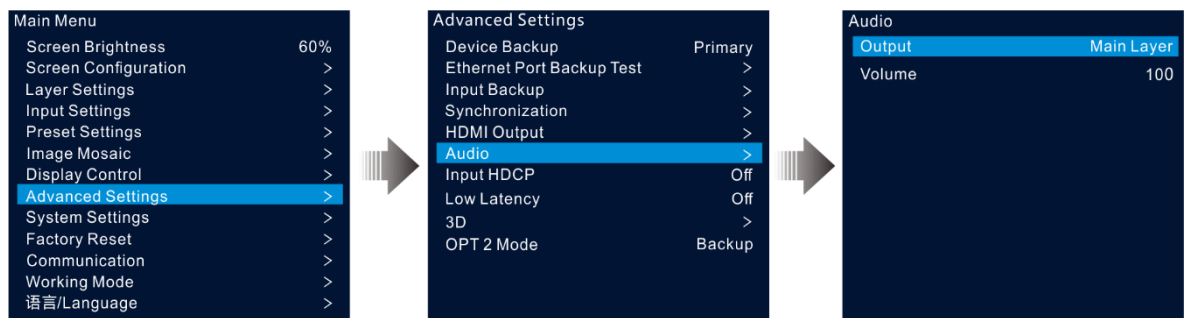 Main Menu
Screen Brightness 60%
Screen Configuration >
Layer Settings >
Input Settings >
Preset Settings >
Image Mosaic >
Display Control >
Advanced Settings >
System Settings >
Factory Reset >
Communication >
Working Mode >
语言/Language >
Advanced Settings
Device Backup Primary
Ethernet Port Backup Test >
Input Backup >
Synchronization >
HDMI Output >
Audio >
Input HDCP Off
Low Latency Off
3D >
OPT 2 Mode Backup
Audio
Output Main Layer
Volume 100